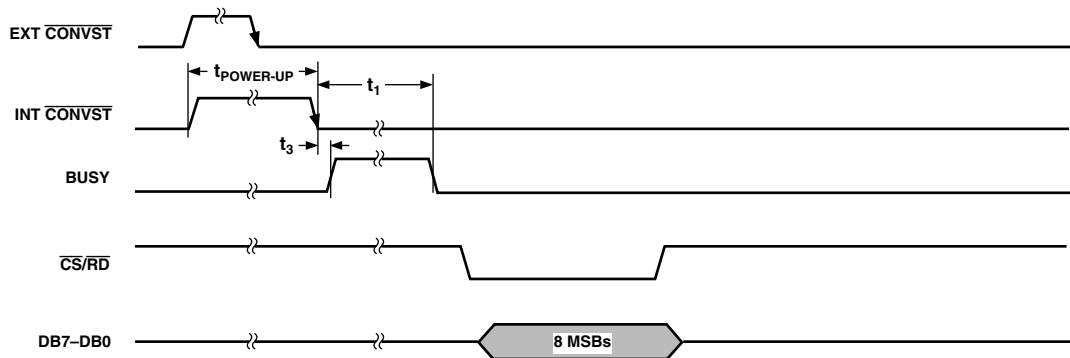 EXT CONVST
tPOWER-UP
t1
INT CONVST
t3
BUSY
CS/RD
DB7–DB0
8 MSBs